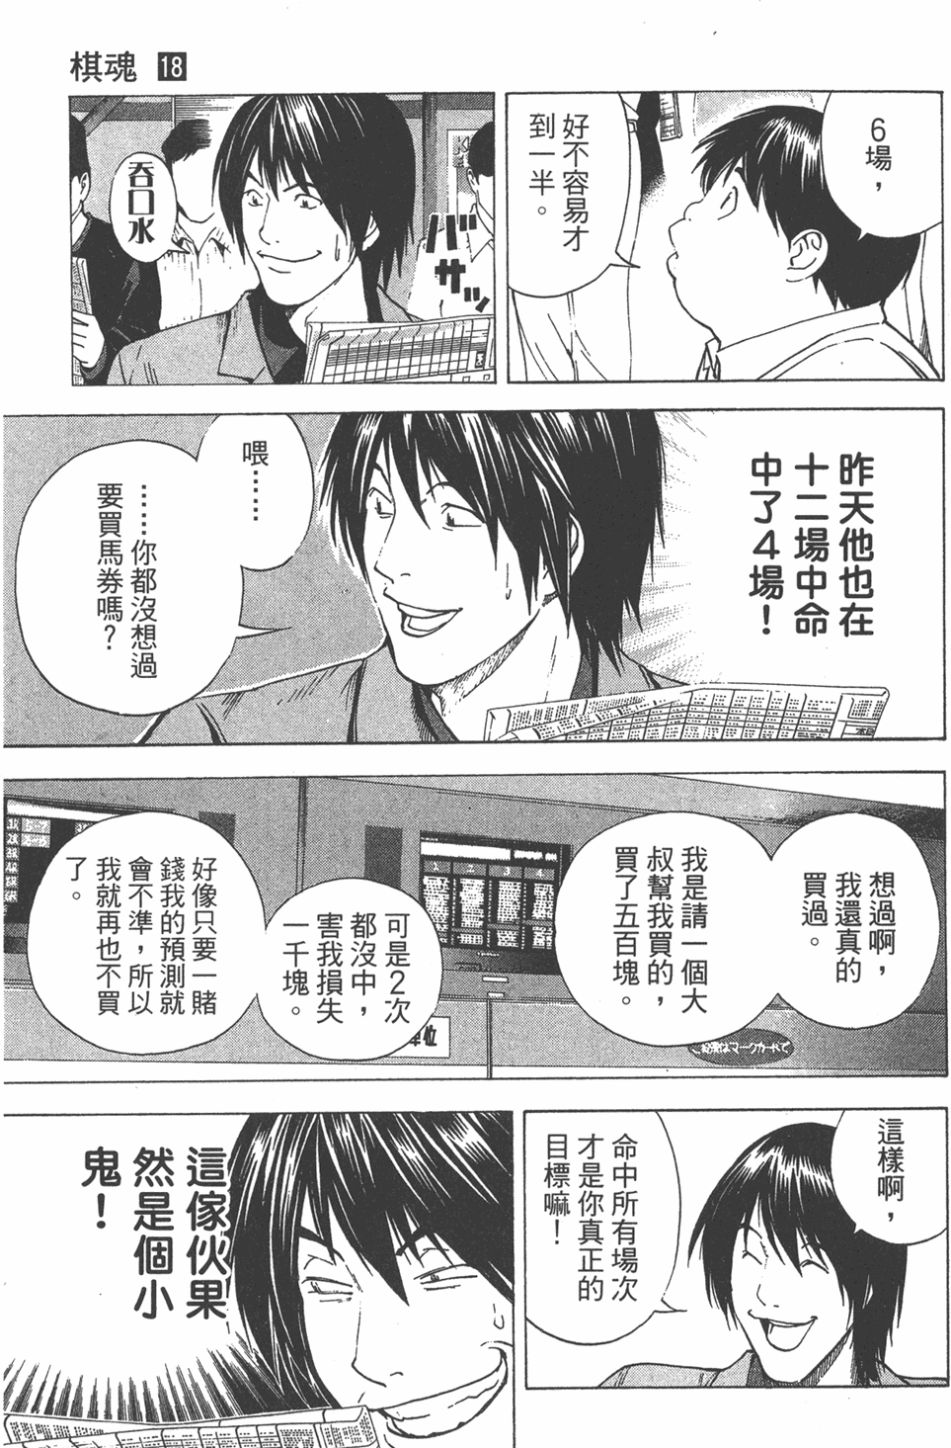 棋魂 18
6場，
好不容易才
到一半。
吞口水
バサッ
昨天他也在
十二場中命
中了4場！
喂……
……你都沒想過
要買馬券嗎？
想過啊，
我還真的
買過。
我是請一個大
叔幫我買的，
買了五百塊。
可是2次
都沒中，
害我損失
一千塊。
好像只要一賭
錢我的預測就
會不準，所以
我就再也不買
了。
1
2
3
4
單位
這樣啊，
命中所有場次
才是你真正的
目標嘛！
這傢伙果
然是個小
鬼！